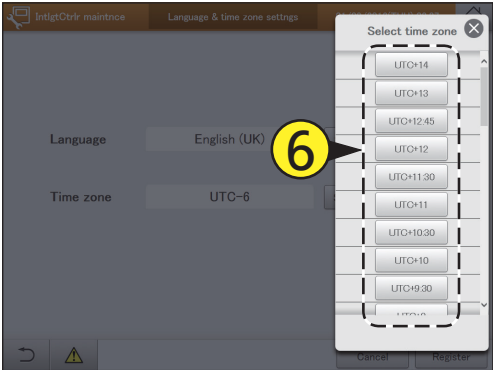 IntlgtCtrlr maintnce
Language & time zone settngs
Select time zone
UTC+14
UTC+13
UTC+12:45
UTC+12
UTC+11:30
UTC+11
UTC+10:30
UTC+10
UTC+9:30
Language
English (UK)
6
Time zone
UTC-6
Cancel
Register